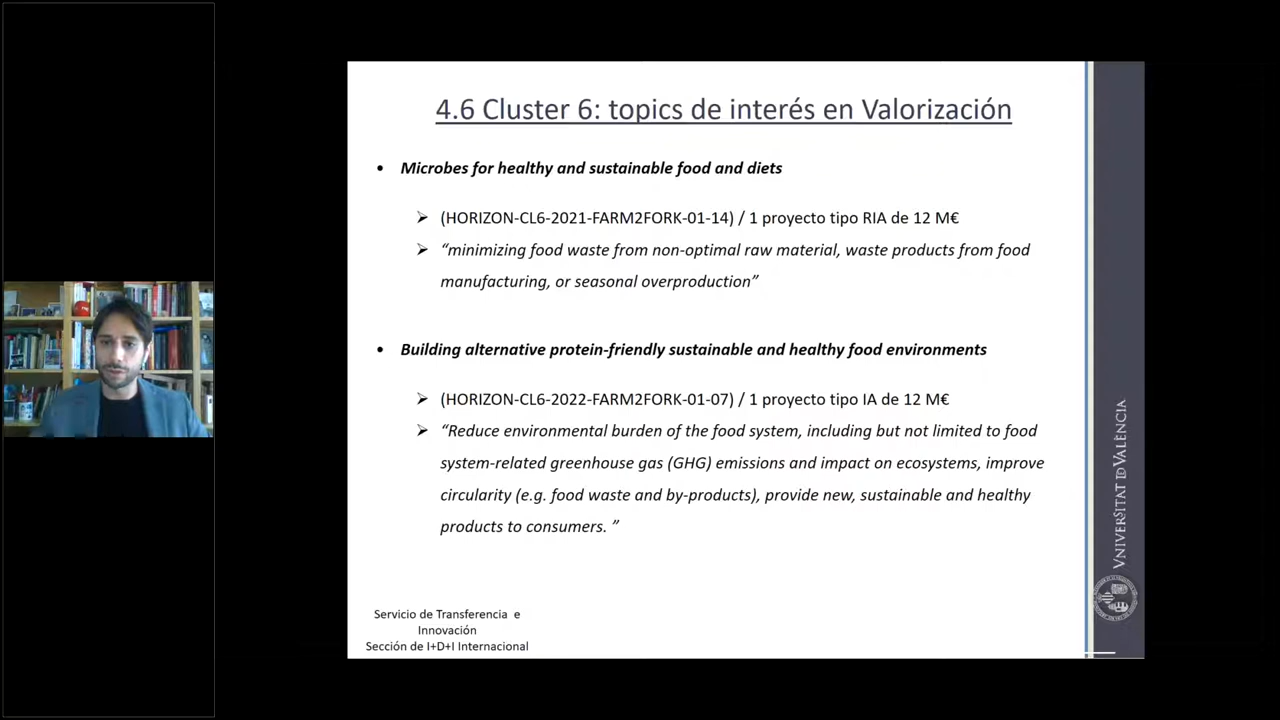 4.6 Cluster 6: topics de interés en Valorización
• Microbes for healthy and sustainable food and diets
➢ (HORIZON-CL6-2021-FARM2FORK-01-14) / 1 proyecto tipo RIA de 12 M€
➢ “minimizing food waste from non-optimal raw material, waste products from food
manufacturing, or seasonal overproduction”
• Building alternative protein-friendly sustainable and healthy food environments
➢ (HORIZON-CL6-2022-FARM2FORK-01-07) / 1 proyecto tipo IA de 12 M€
➢ “Reduce environmental burden of the food system, including but not limited to food
system-related greenhouse gas (GHG) emissions and impact on ecosystems, improve
circularity (e.g. food waste and by-products), provide new, sustainable and healthy
products to consumers. ”
Servicio de Transferencia e
Innovación
Sección de I+D+I Internacional
VNIVERSITAT ID VALÈNCIA